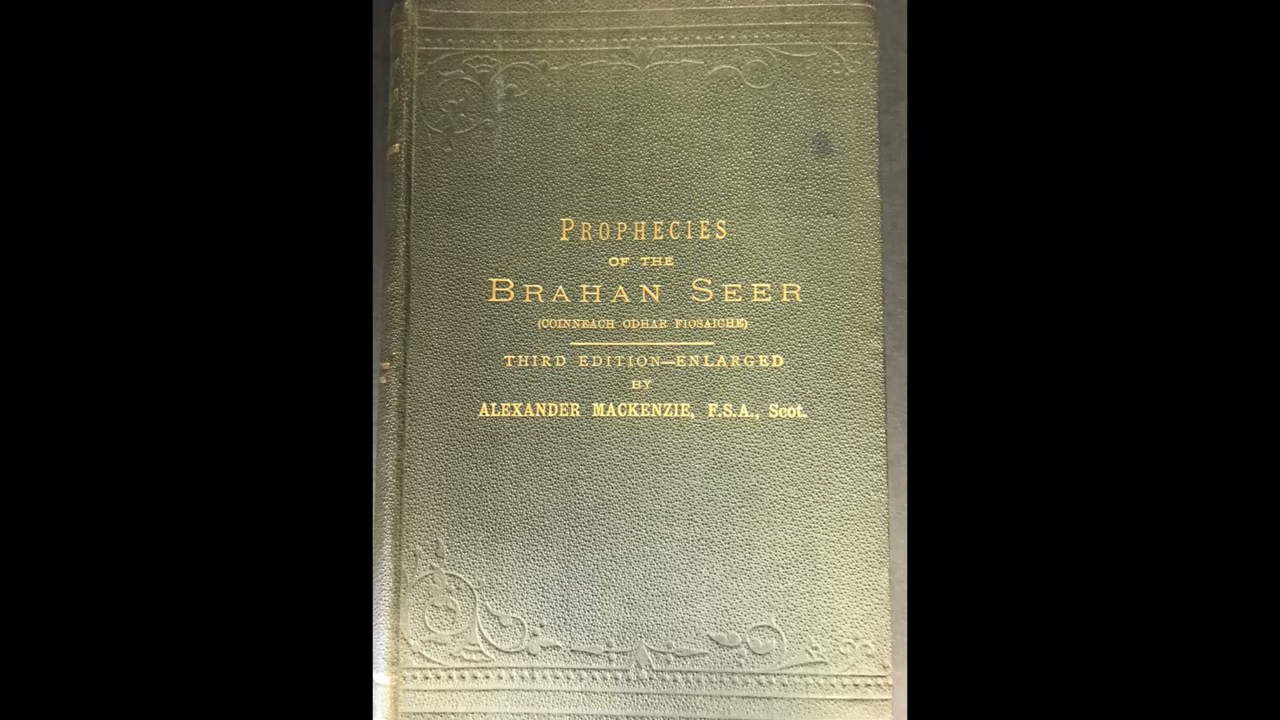 PROPHECIES
OF THE
BRAHAN SEER
(COINNEACH ODHAR FIOSAICHE)
THIRD EDITION—ENLARGED
BY
ALEXANDER MACKENZIE, F.S.A., Scot.